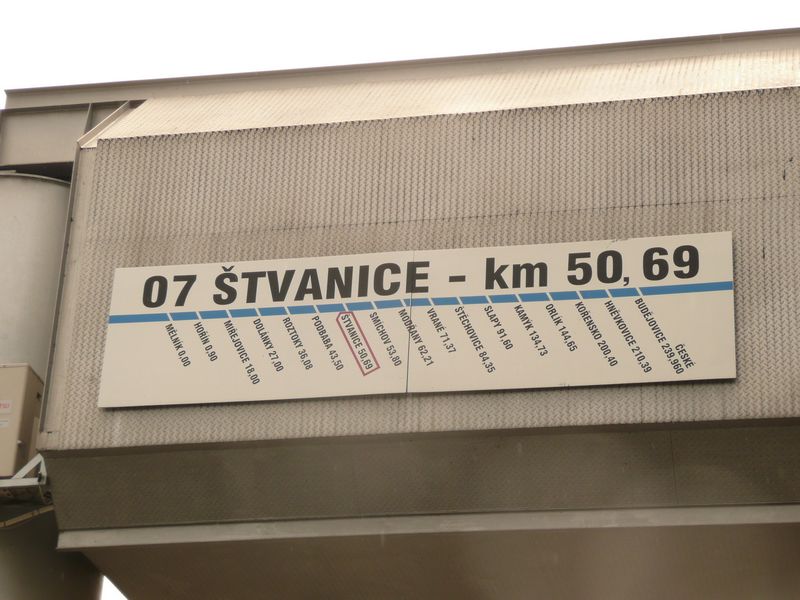 07 ŠTVANICE - km 50,69
MĚLNÍK 0,00
HOŘÍN 0,90
MIŘEJOVICE 18,00
DOLÁNKY 27,00
ROZTOKY 36,08
PODBABA 43,50
ŠTVANICE 50,69
SMÍCHOV 53,80
MODŘANY 62,21
VRANÉ 71,37
ŠTĚCHOVICE 84,35
SLAPY 91,60
KAMÝK 134,73
ORLÍK 144,65
KOŘENSKO 200,40
HNĚVKOVICE 210,39
ČESKÉ
BUDĚJOVICE 239,960